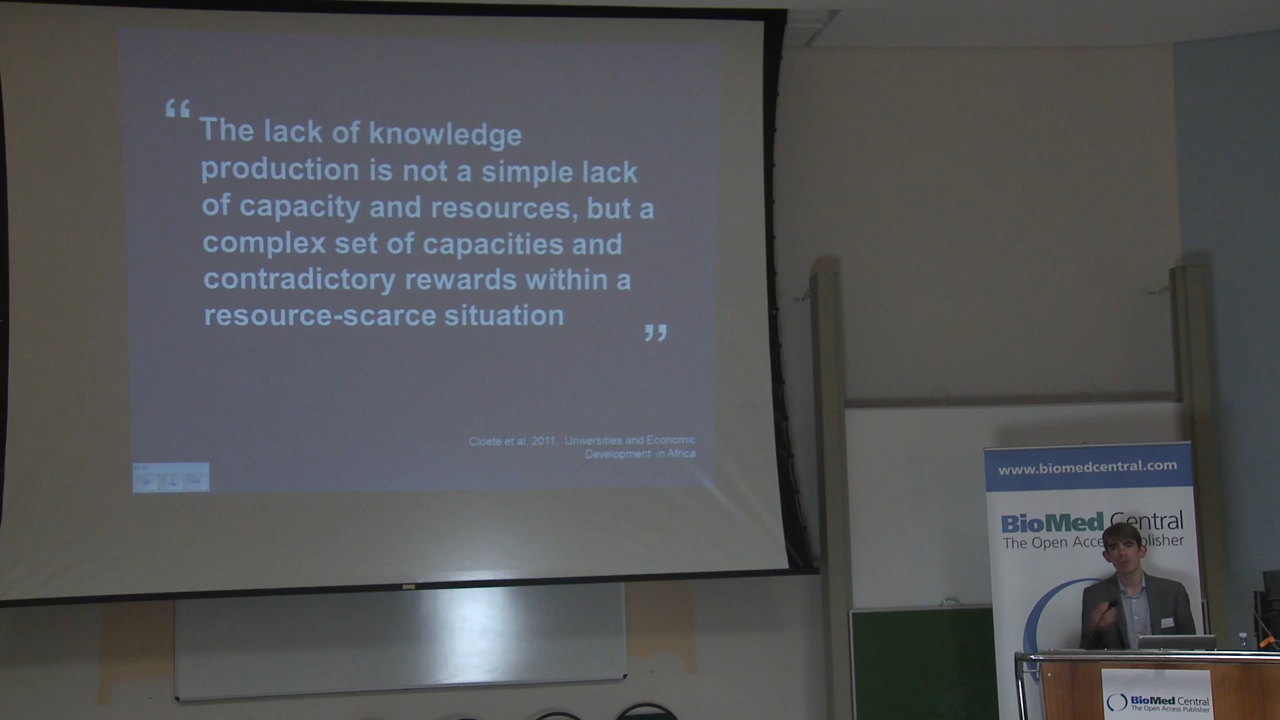 “ The lack of knowledge
production is not a simple lack
of capacity and resources, but a
complex set of capacities and
contradictory rewards within a
resource-scarce situation ”
Cloete et al, 2011, Universities and Economic
Development in Africa
www.biomedcentral.com
BioMed Central
The Open Access Publisher
BioMed Central
The Open Access Publisher